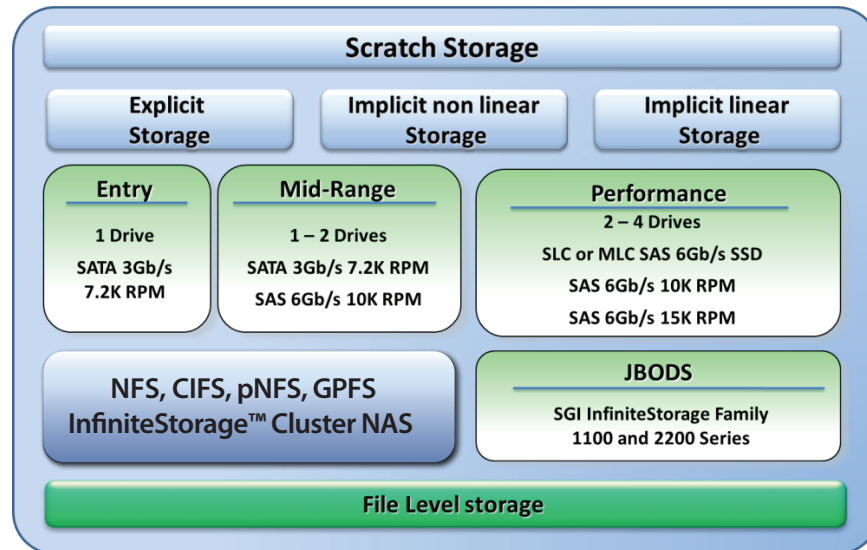 Scratch Storage
Explicit
Storage
Implicit non linear
Storage
Implicit linear
Storage
Entry
1 Drive
SATA 3Gb/s
7.2K RPM
Mid-Range
1 – 2 Drives
SATA 3Gb/s 7.2K RPM
SAS 6Gb/s 10K RPM
Performance
2 – 4 Drives
SLC or MLC SAS 6Gb/s SSD
SAS 6Gb/s 10K RPM
SAS 6Gb/s 15K RPM
NFS, CIFS, pNFS, GPFS
InfiniteStorage™ Cluster NAS
JBODS
SGI InfiniteStorage Family
1100 and 2200 Series
File Level storage